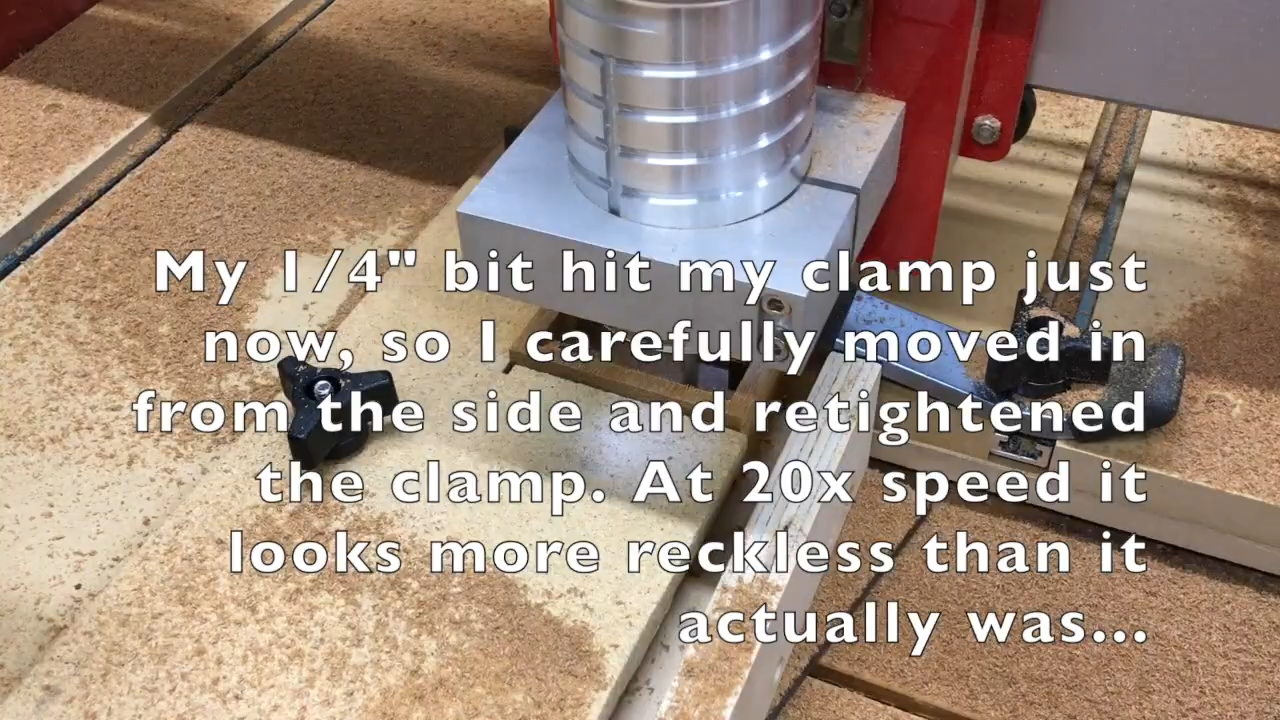 My 1/4" bit hit my clamp just
now, so I carefully moved in
from the side and retightened
the clamp. At 20x speed it
looks more reckless than it
actually was...